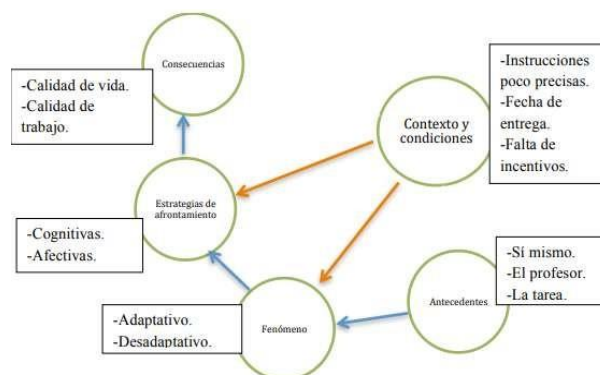 Consecuencias
-Calidad de vida.
-Calidad de
trabajo.
-Instrucciones
poco precisas.
-Fecha de
entrega.
-Falta de
incentivos.
Contexto y
condiciones
Estrategias de
afrontamiento
-Cognitivas.
-Afectivas.
-Sí mismo.
-El profesor.
-La tarea.
Antecedentes
-Adaptativo.
-Desadaptativo.
Fenómeno